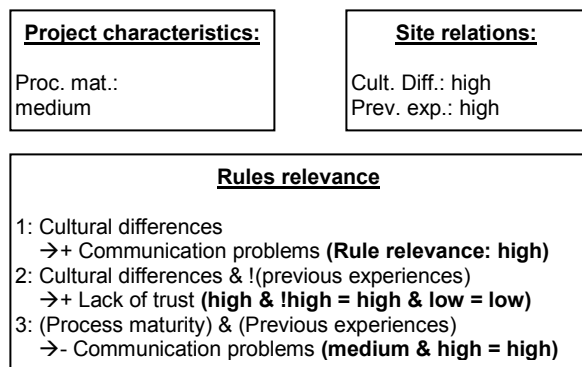 Project characteristics:
Proc. mat.:
medium
Site relations:
Cult. Diff.: high
Prev. exp.: high
Rules relevance
1: Cultural differences
→+ Communication problems (Rule relevance: high)
2: Cultural differences & !(previous experiences)
→+ Lack of trust (high & !high = high & low = low)
3: (Process maturity) & (Previous experiences)
→- Communication problems (medium & high = high)